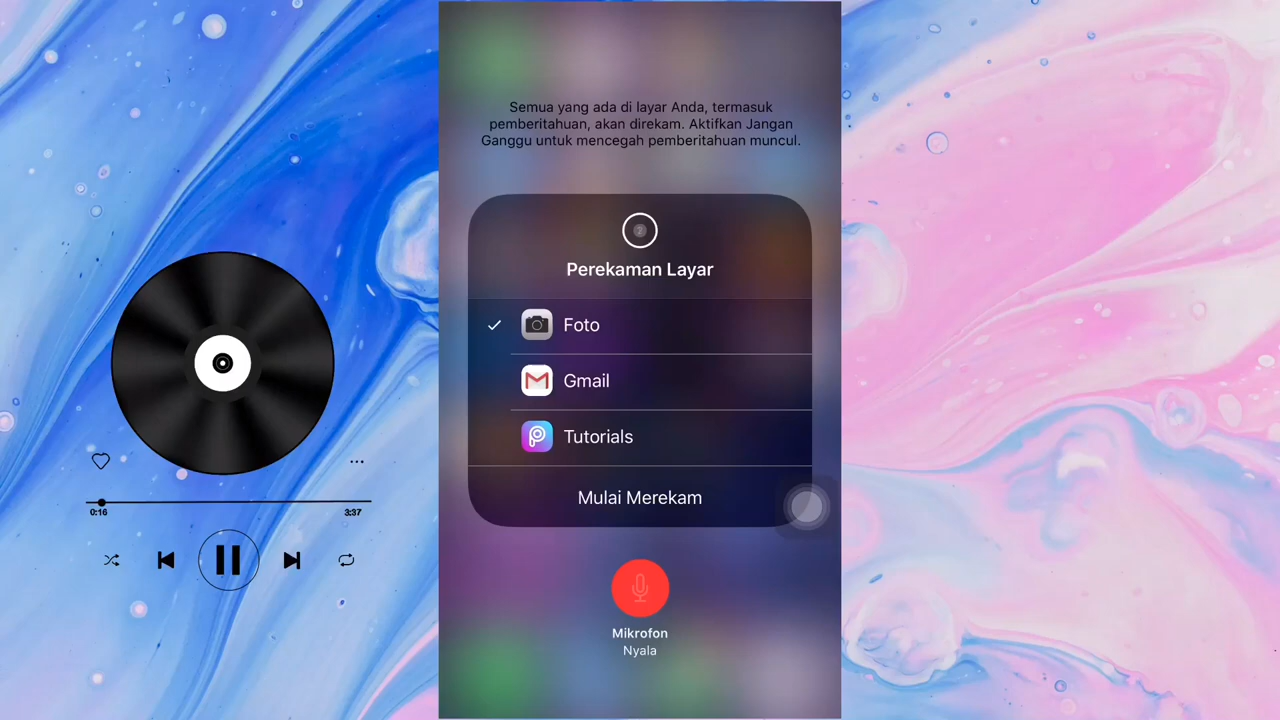 Semua yang ada di layar Anda, termasuk
pemberitahuan, akan direkam. Aktifkan Jangan
Ganggu untuk mencegah pemberitahuan muncul.
2
Perekaman Layar
Foto
Gmail
Tutorials
Mulai Merekam
Mikrofon
Nyala
0:16
3:37